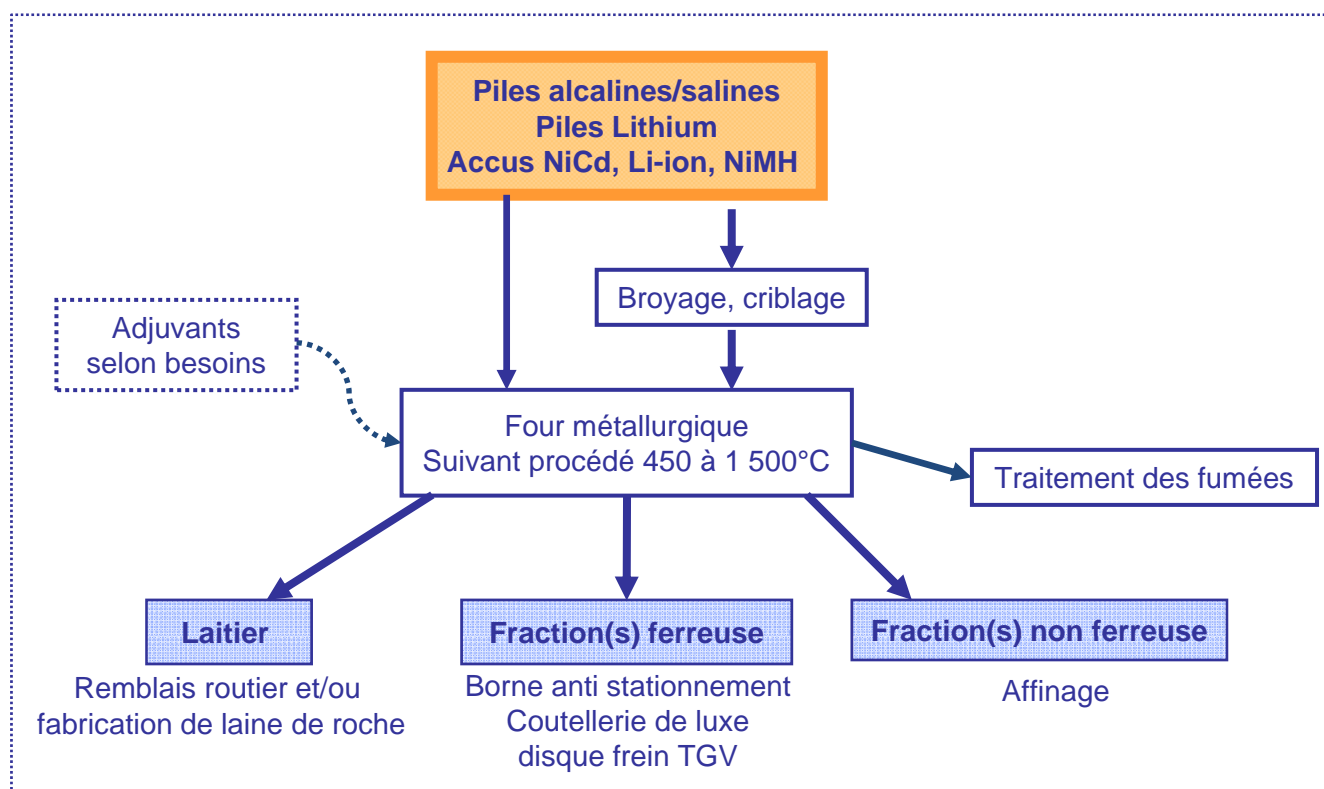 Piles alcalines/salines
Piles Lithium
Accus NiCd, Li-ion, NiMH
Broyage, criblage
Adjuvants
selon besoins
Four métallurgique
Suivant procédé 450 à 1 500°C
Traitement des fumées
Laitier
Remblais routier et/ou
fabrication de laine de roche
Fraction(s) ferreuse
Borne anti stationnement
Coutellerie de luxe
disque frein TGV
Fraction(s) non ferreuse
Affinage